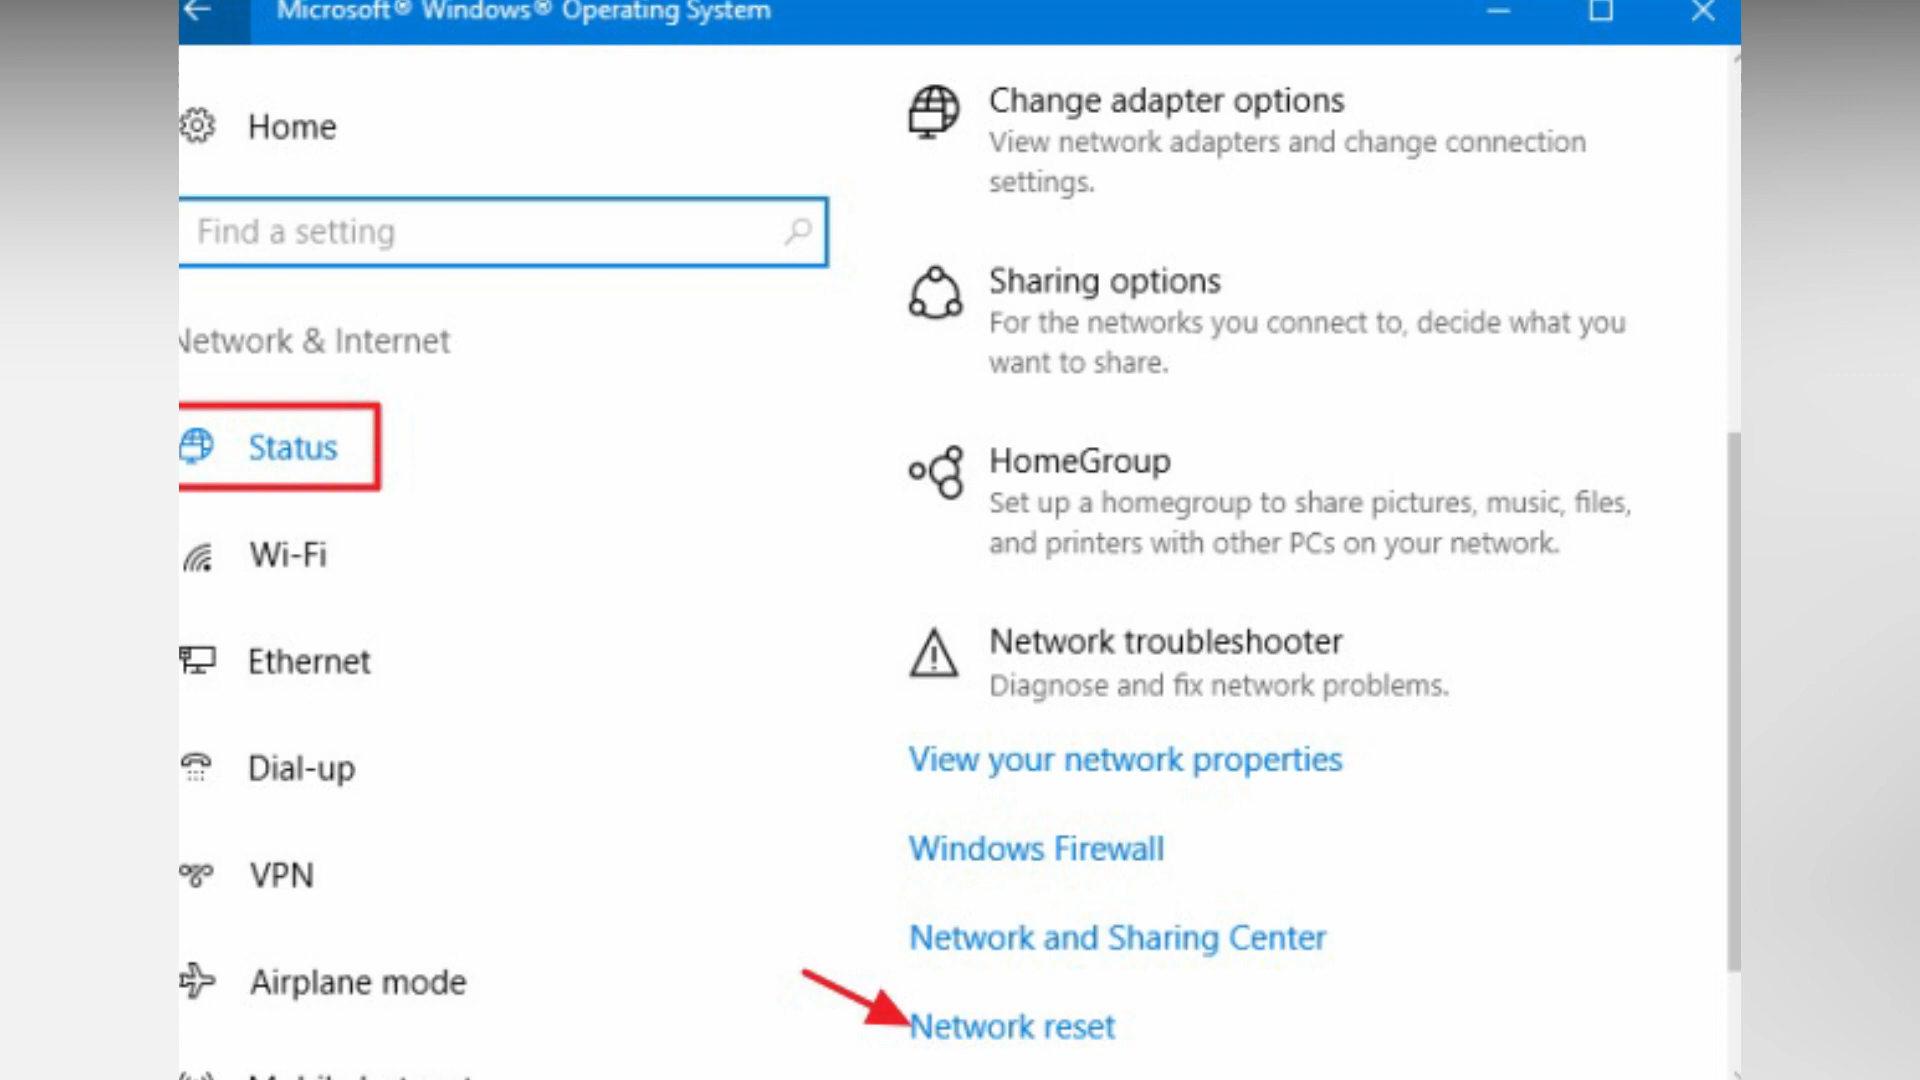 Microsoft® Windows® Operating System
Home
Find a setting
Network & Internet
Status
Wi-Fi
Ethernet
Dial-up
VPN
Airplane mode
Change adapter options
View network adapters and change connection
settings.
Sharing options
For the networks you connect to, decide what you
want to share.
HomeGroup
Set up a homegroup to share pictures, music, files,
and printers with other PCs on your network.
Network troubleshooter
Diagnose and fix network problems.
View your network properties
Windows Firewall
Network and Sharing Center
Network reset